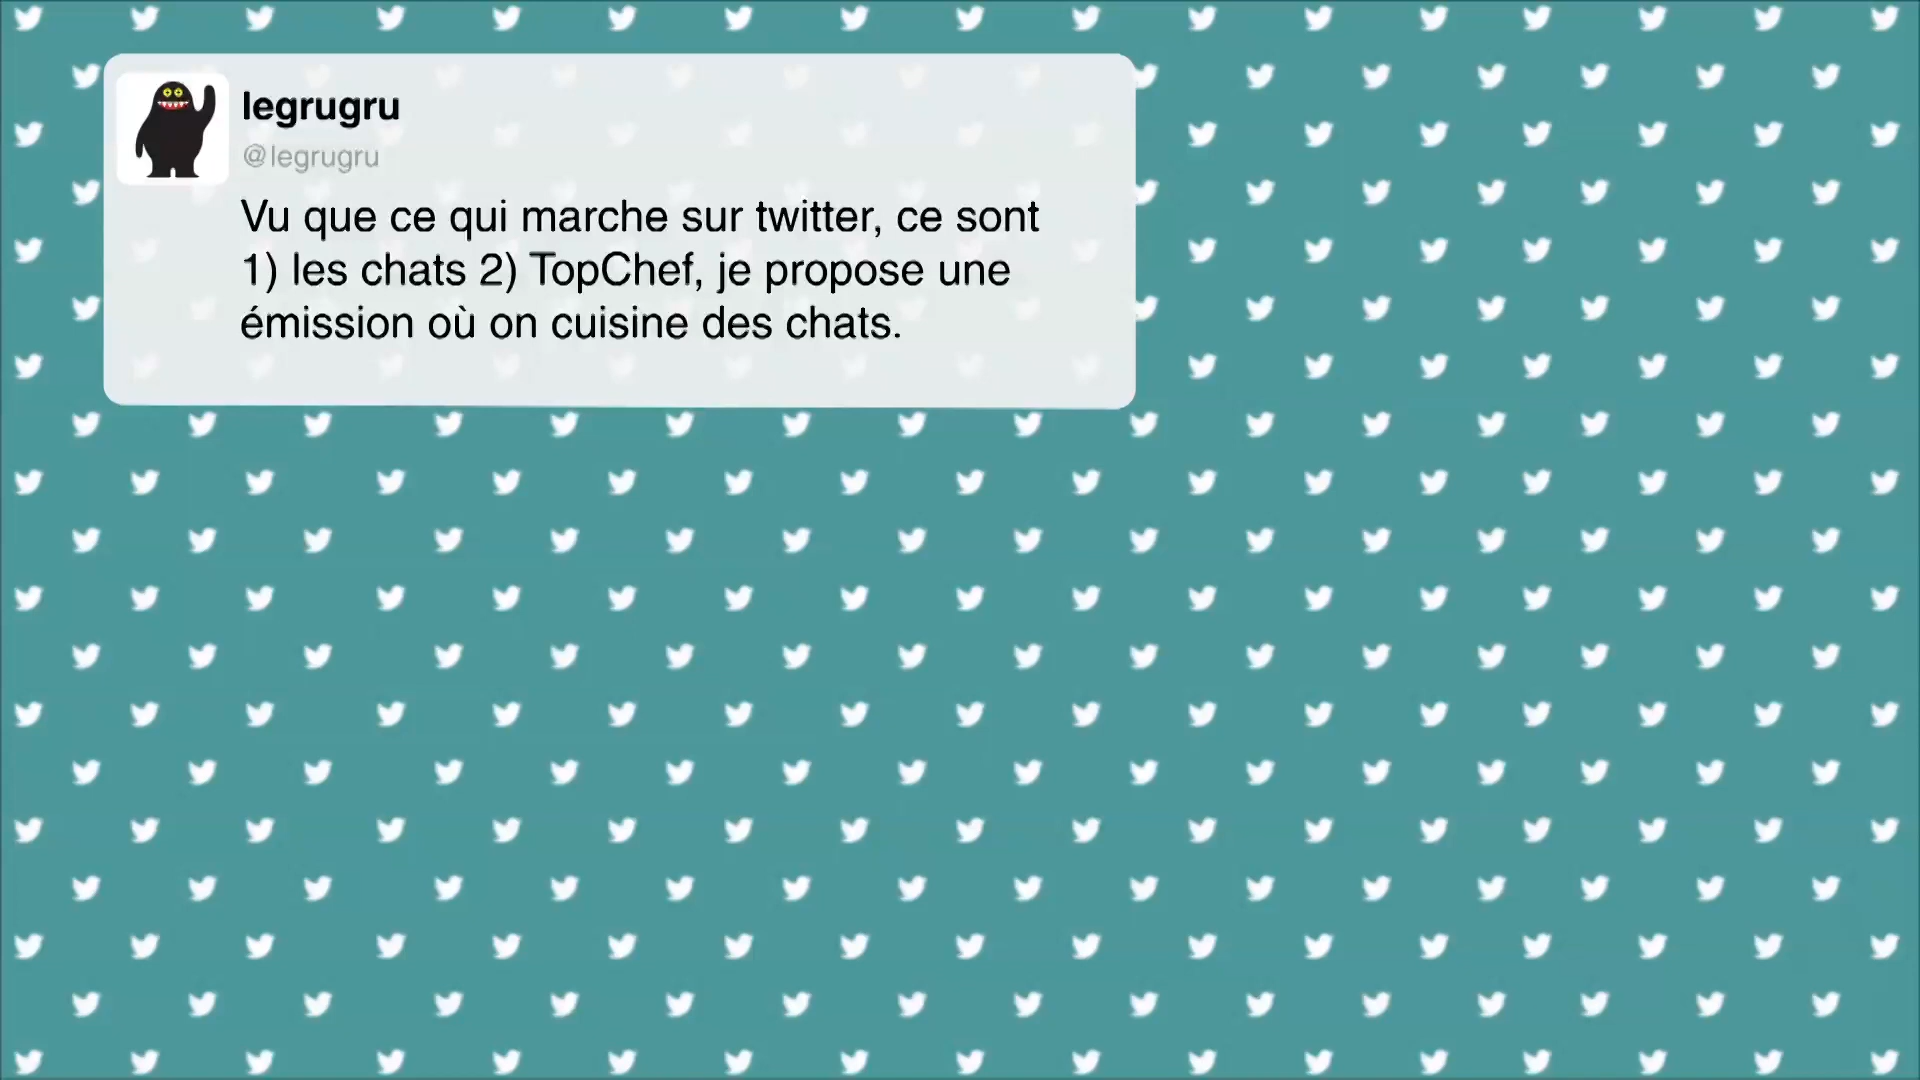 legrugru
@legrugru
Vu que ce qui marche sur twitter, ce sont
1) les chats 2) TopChef, je propose une
émission où on cuisine des chats.